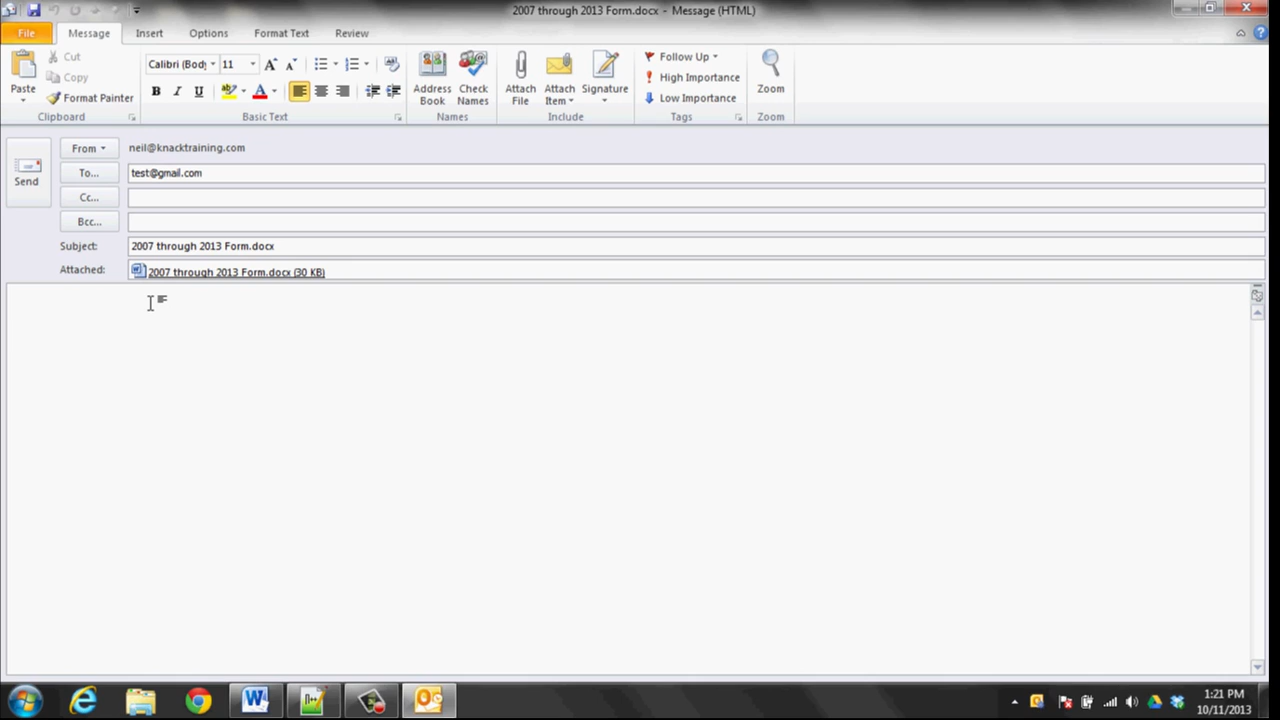 2007 through 2013 Form.docx - Message (HTML)
File Message Insert Options Format Text Review
Paste
Cut
Copy
Format Painter
Clipboard
Calibri (Body 11
Basic Text
Address Book
Check Names
Names
Attach File
Attach Item
Signature
Include
Follow Up
High Importance
Low Importance
Tags
Zoom
Zoom
Send
From neil@knacktraining.com
To... test@gmail.com
Cc...
Bcc...
Subject: 2007 through 2013 Form.docx
Attached: 2007 through 2013 Form.docx (30 KB)
1:21 PM
10/11/2013